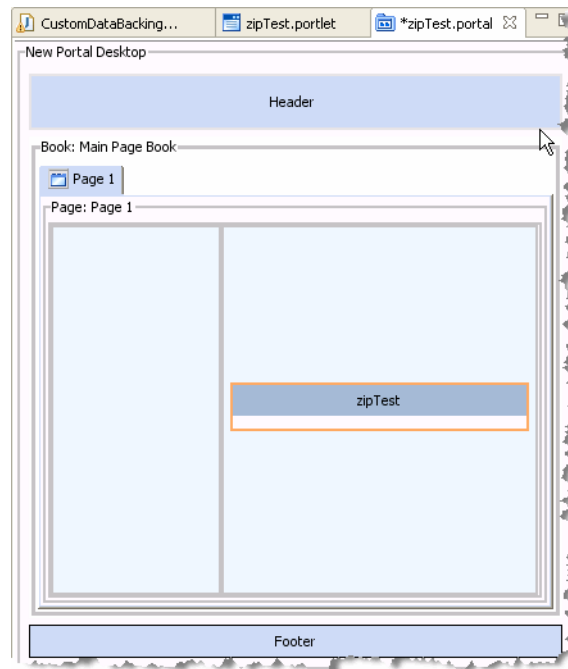 CustomDataBacking... zipTest.portlet *zipTest.portal
New Portal Desktop
Header
Book: Main Page Book
Page 1
Page: Page 1
zipTest
Footer